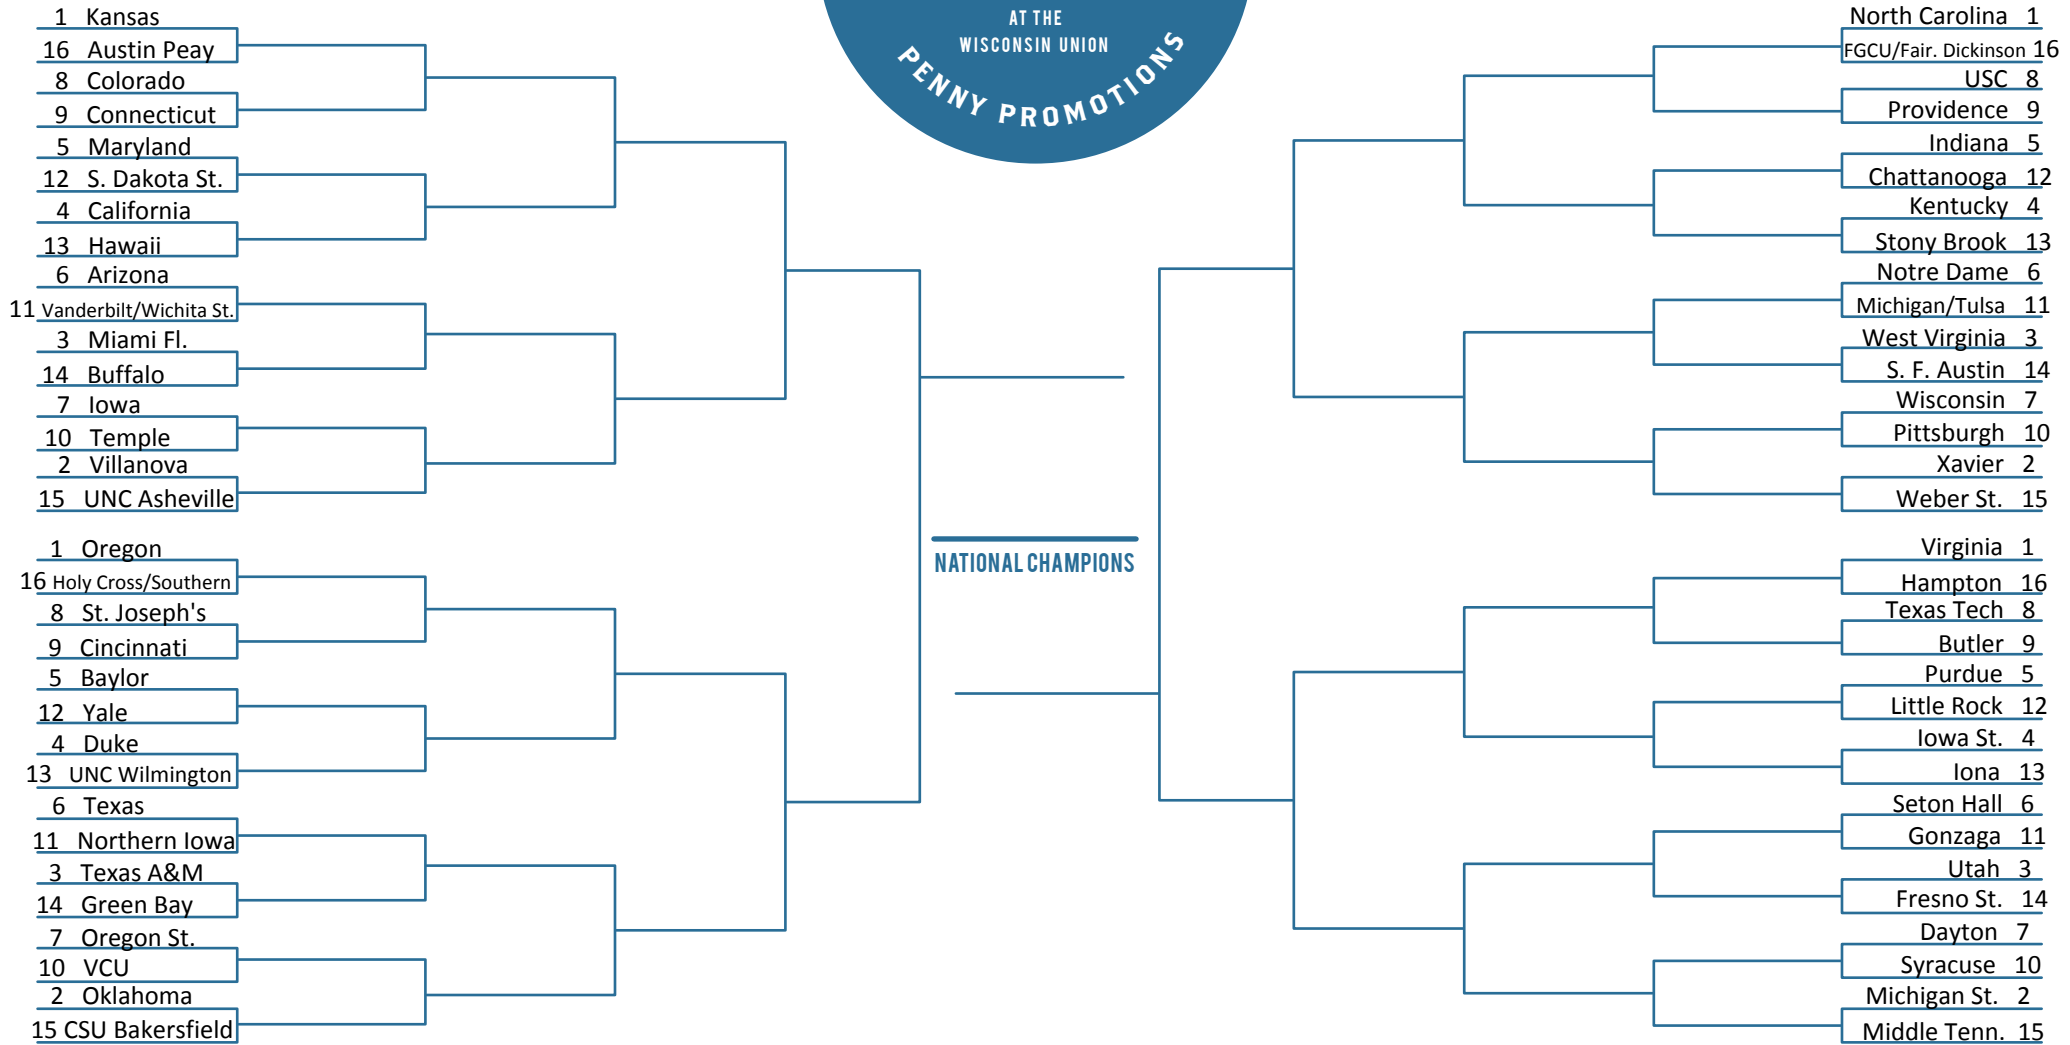 AT THE
WISCONSIN UNION
PENNY PROMOTIONS
1 Kansas
16 Austin Peay
8 Colorado
9 Connecticut
5 Maryland
12 S. Dakota St.
4 California
13 Hawaii
6 Arizona
11 Vanderbilt/Wichita St.
3 Miami Fl.
14 Buffalo
7 Iowa
10 Temple
2 Villanova
15 UNC Asheville
1 Oregon
16 Holy Cross/Southern
8 St. Joseph's
9 Cincinnati
5 Baylor
12 Yale
4 Duke
13 UNC Wilmington
6 Texas
11 Northern Iowa
3 Texas A&M
14 Green Bay
7 Oregon St.
10 VCU
2 Oklahoma
15 CSU Bakersfield
NATIONAL CHAMPIONS
North Carolina 1
FGCU/Fair. Dickinson 16
USC 8
Providence 9
Indiana 5
Chattanooga 12
Kentucky 4
Stony Brook 13
Notre Dame 6
Michigan/Tulsa 11
West Virginia 3
S. F. Austin 14
Wisconsin 7
Pittsburgh 10
Xavier 2
Weber St. 15
Virginia 1
Hampton 16
Texas Tech 8
Butler 9
Purdue 5
Little Rock 12
Iowa St. 4
Iona 13
Seton Hall 6
Gonzaga 11
Utah 3
Fresno St. 14
Dayton 7
Syracuse 10
Michigan St. 2
Middle Tenn. 15